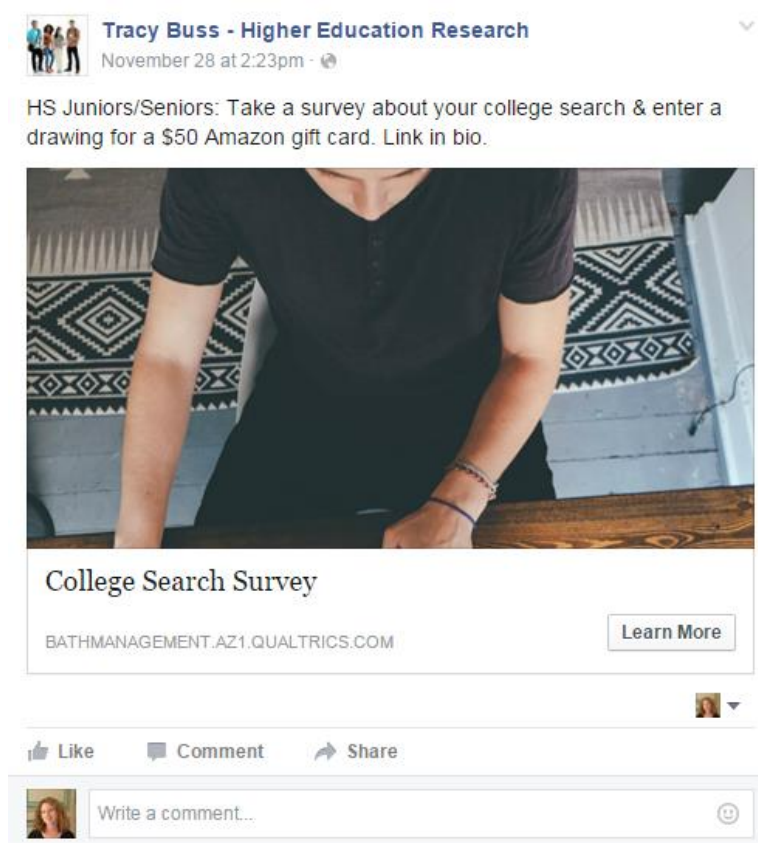 Tracy Buss - Higher Education Research
November 28 at 2:23pm ·
HS Juniors/Seniors: Take a survey about your college search & enter a
drawing for a $50 Amazon gift card. Link in bio.
College Search Survey
BATHMANAGEMENT.AZ1.QUALTRICS.COM
Learn More
Like Comment Share
Write a comment...